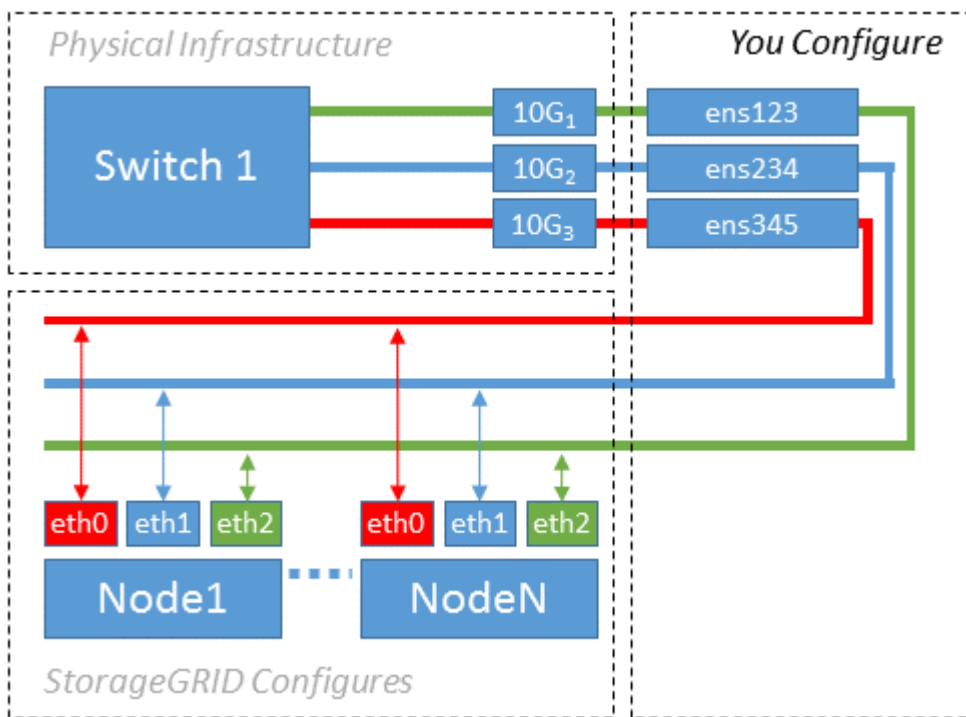 Physical Infrastructure
You Configure
Switch 1
10G₁
ens123
10G₂
ens234
10G₃
ens345
eth0 eth1 eth2 eth0 eth1 eth2
Node1 NodeN
StorageGRID Configures